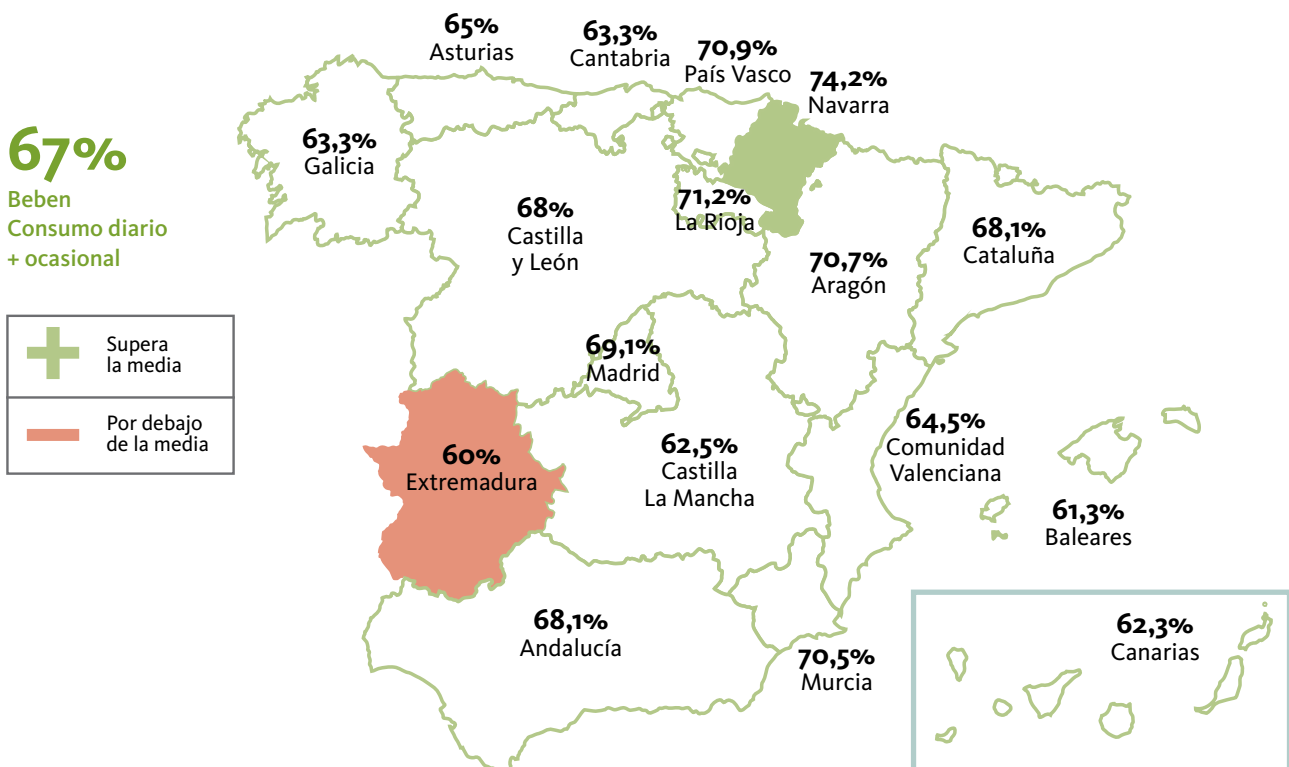 67%
Beben
Consumo diario
+ ocasional
Supera
la media
Por debajo
de la media
65%
Asturias
63,3%
Cantabria
70,9%
País Vasco
74,2%
Navarra
63,3%
Galicia
68%
Castilla
y León
71,2%
La Rioja
70,7%
Aragón
68,1%
Cataluña
69,1%
Madrid
60%
Extremadura
62,5%
Castilla
La Mancha
64,5%
Comunidad
Valenciana
61,3%
Baleares
68,1%
Andalucía
70,5%
Murcia
62,3%
Canarias